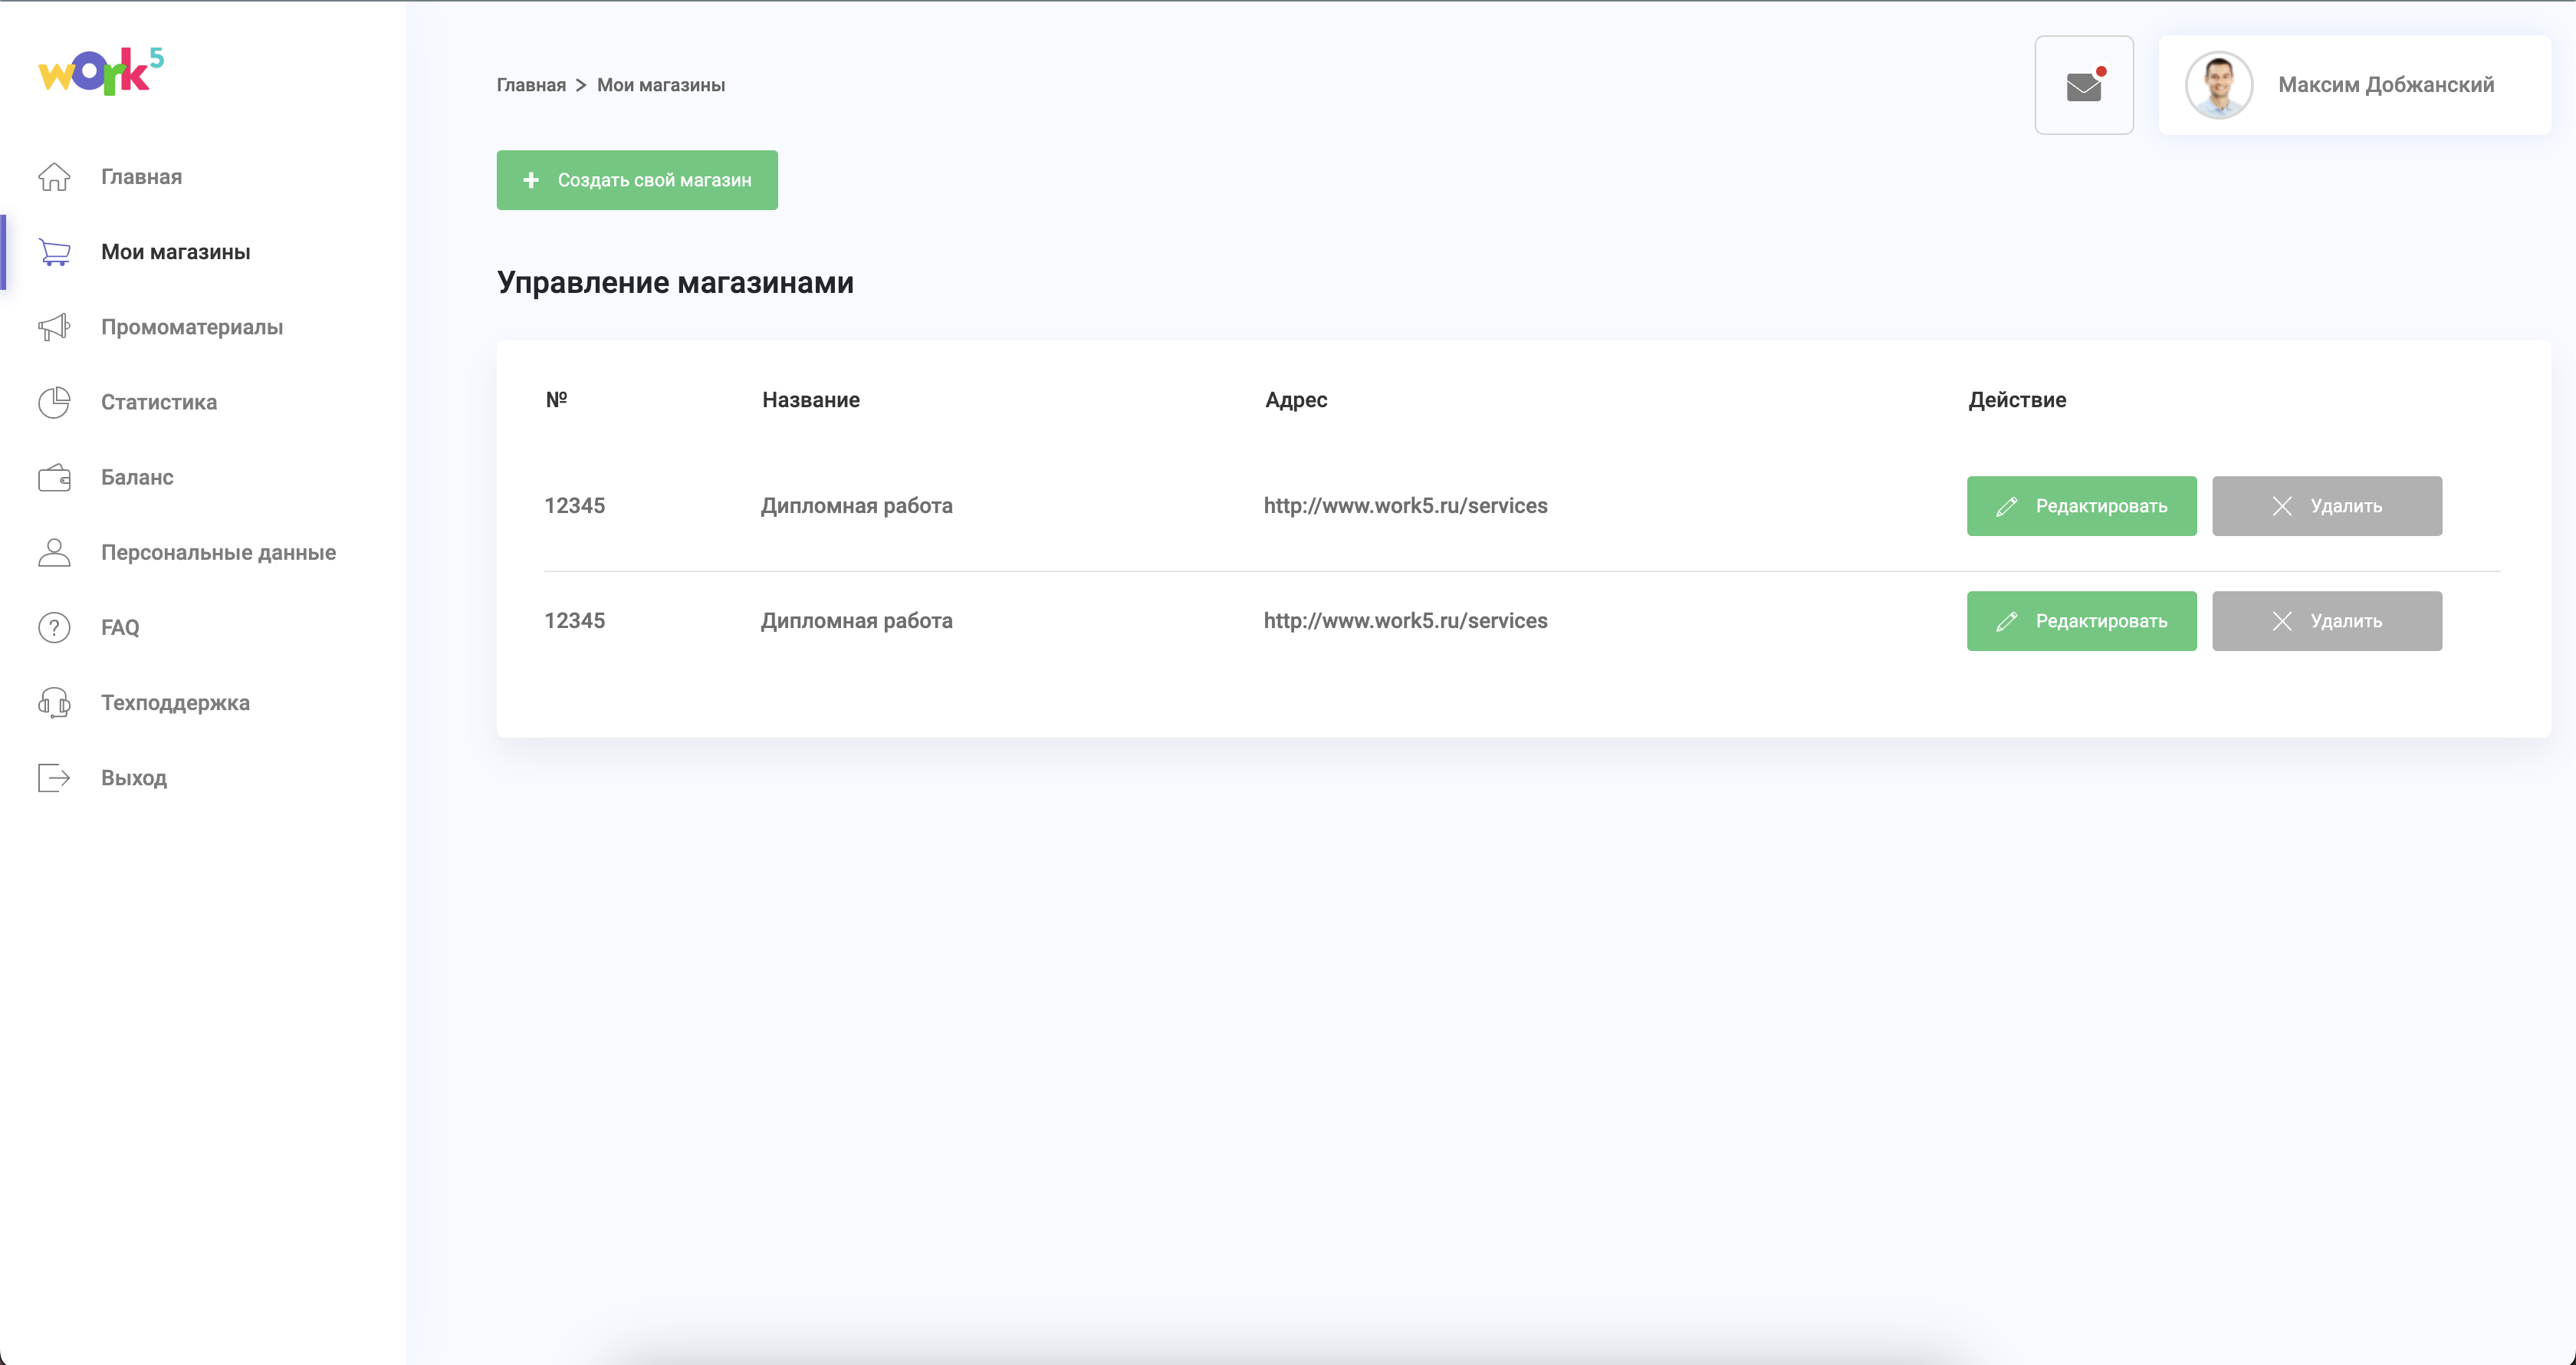 work5
Главная > Мои магазины
Максим Добжанский
Главная
Мои магазины
Промоматериалы
Статистика
Баланс
Персональные данные
FAQ
Техподдержка
Выход
+ Создать свой магазин
Управление магазинами
№ Название Адрес Действие
12345 Дипломная работа http://www.work5.ru/services Редактировать Удалить
12345 Дипломная работа http://www.work5.ru/services Редактировать Удалить